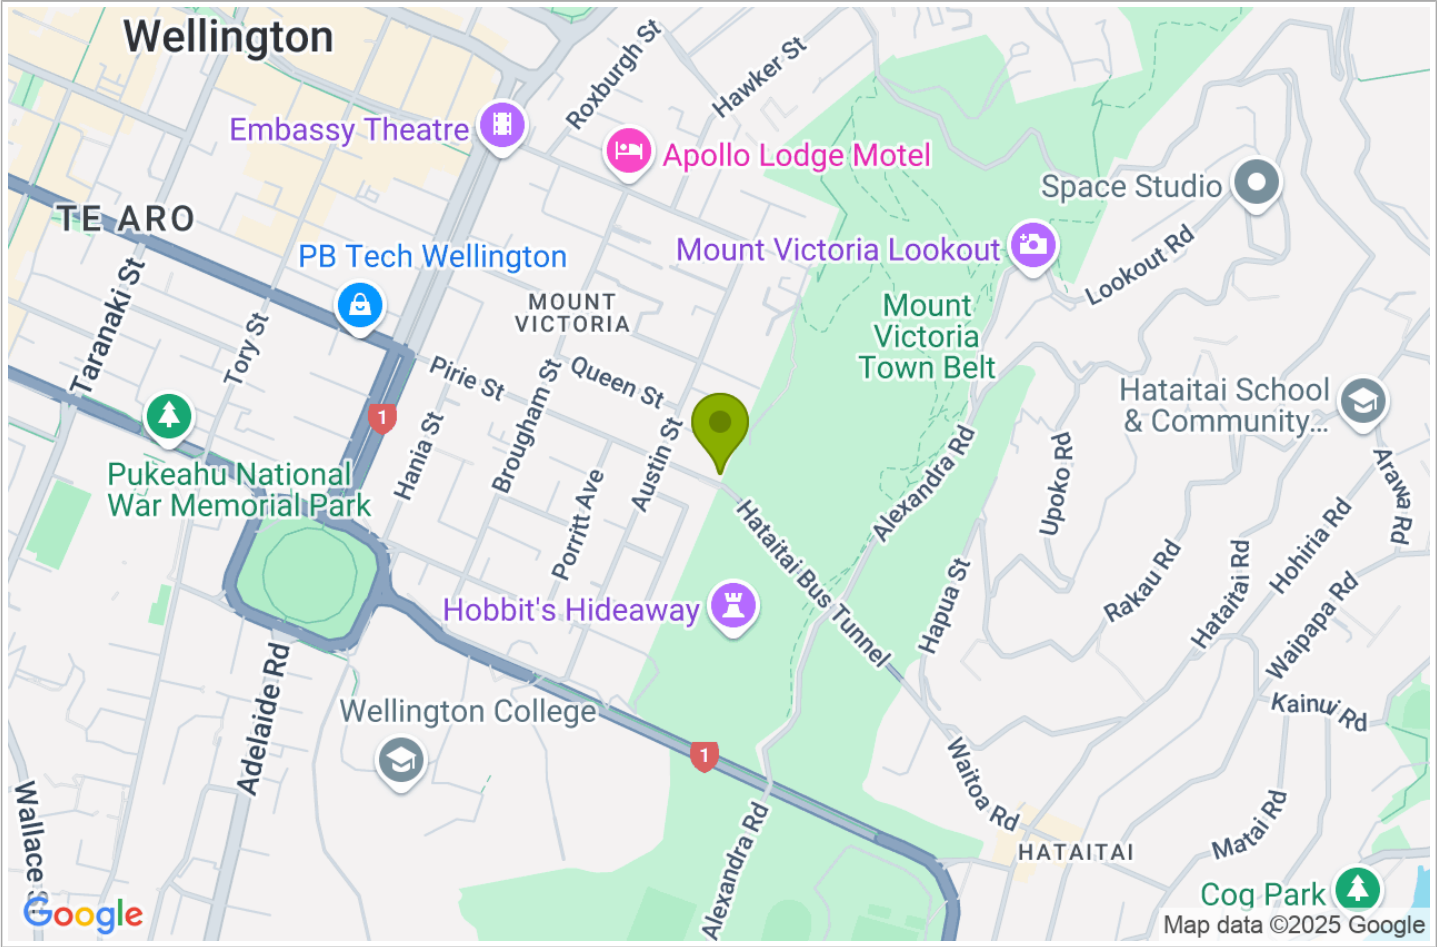 Wellington
Roxburgh St
Hawker St
Embassy Theatre
Apollo Lodge Motel
Space Studio
TE ARO
PB Tech Wellington
Mount Victoria Lookout
Lookout Rd
Taranaki St
Tory St
MOUNT
VICTORIA
Mount
Victoria
Town Belt
Pirie St
Queen St
Brougham St
Hania St
1
Austin St
Porritt Ave
Hataitai School
& Community...
Pukeahu National
War Memorial Park
Alexandra Rd
Upoko Rd
Arawa Rd
Hataitai Bus Tunnel
Hapua St
Rakau Rd
Hataitai Rd
Hohiria Rd
Waipapa Rd
Hobbit's Hideaway
Adelaide Rd
Wellington College
Kainui Rd
1
Waitoa Rd
Wallace S
Alexandra Rd
HATAITAI
Matai Rd
Cog Park
Google
Map data ©2025 Google